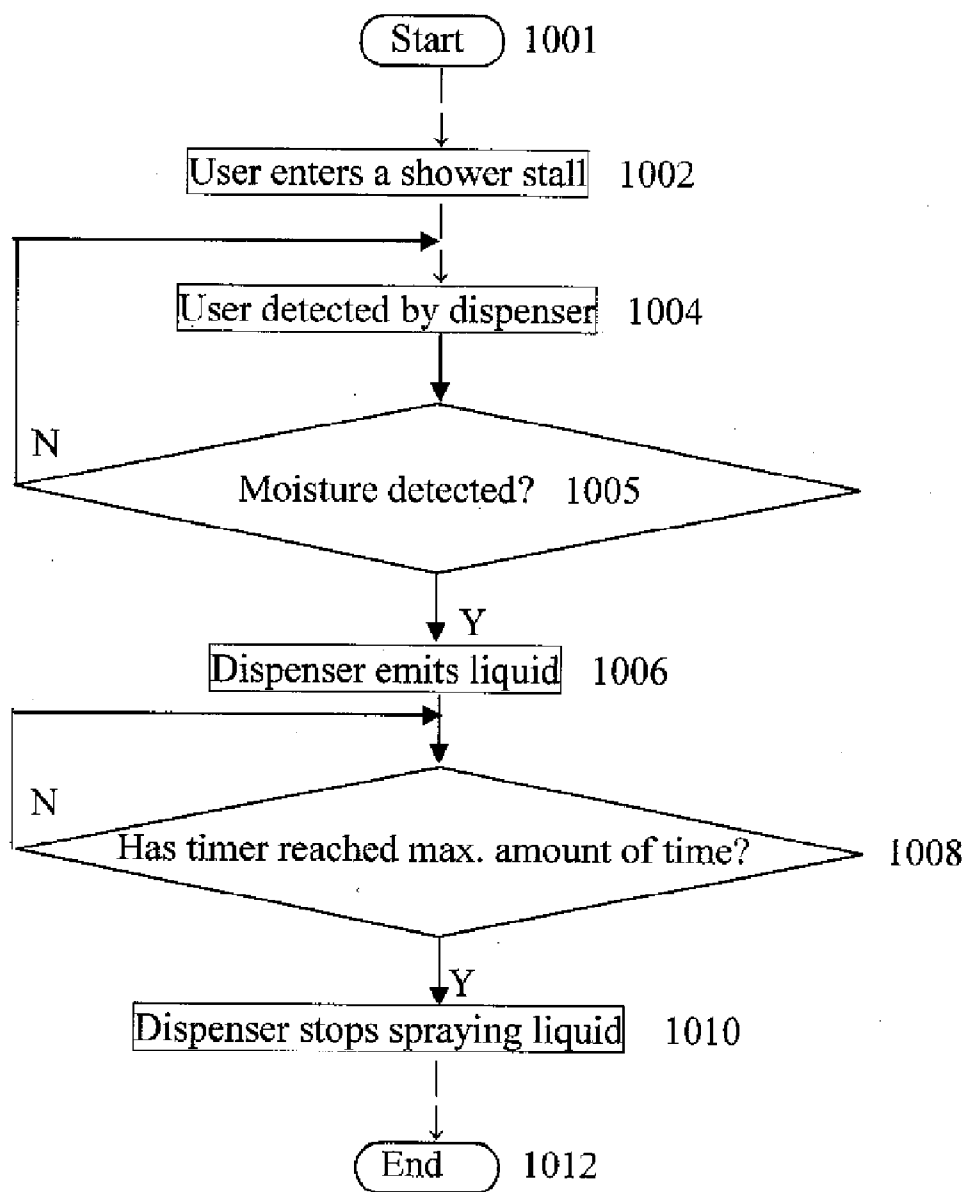 Start 1001
User enters a shower stall 1002
User detected by dispenser 1004
N
Moisture detected? 1005
Y
Dispenser emits liquid 1006
N
Has timer reached max. amount of time? 1008
Y
Dispenser stops spraying liquid 1010
End 1012